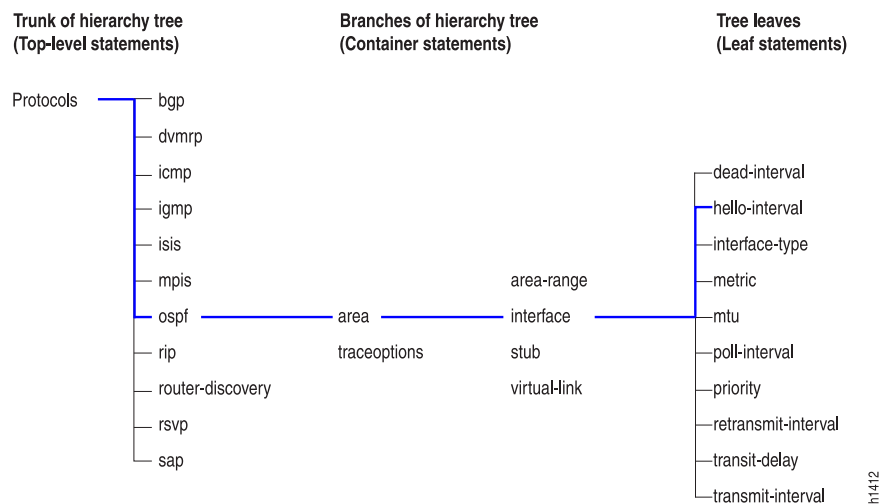 Trunk of hierarchy tree
(Top-level statements)
Branches of hierarchy tree
(Container statements)
Tree leaves
(Leaf statements)
Protocols
bgp
dvmrp
icmp
igmp
isis
mpis
ospf
rip
router-discovery
rsvp
sap
area
traceoptions
area-range
interface
stub
virtual-link
dead-interval
hello-interval
interface-type
metric
mtu
poll-interval
priority
retransmit-interval
transit-delay
transmit-interval
h1412